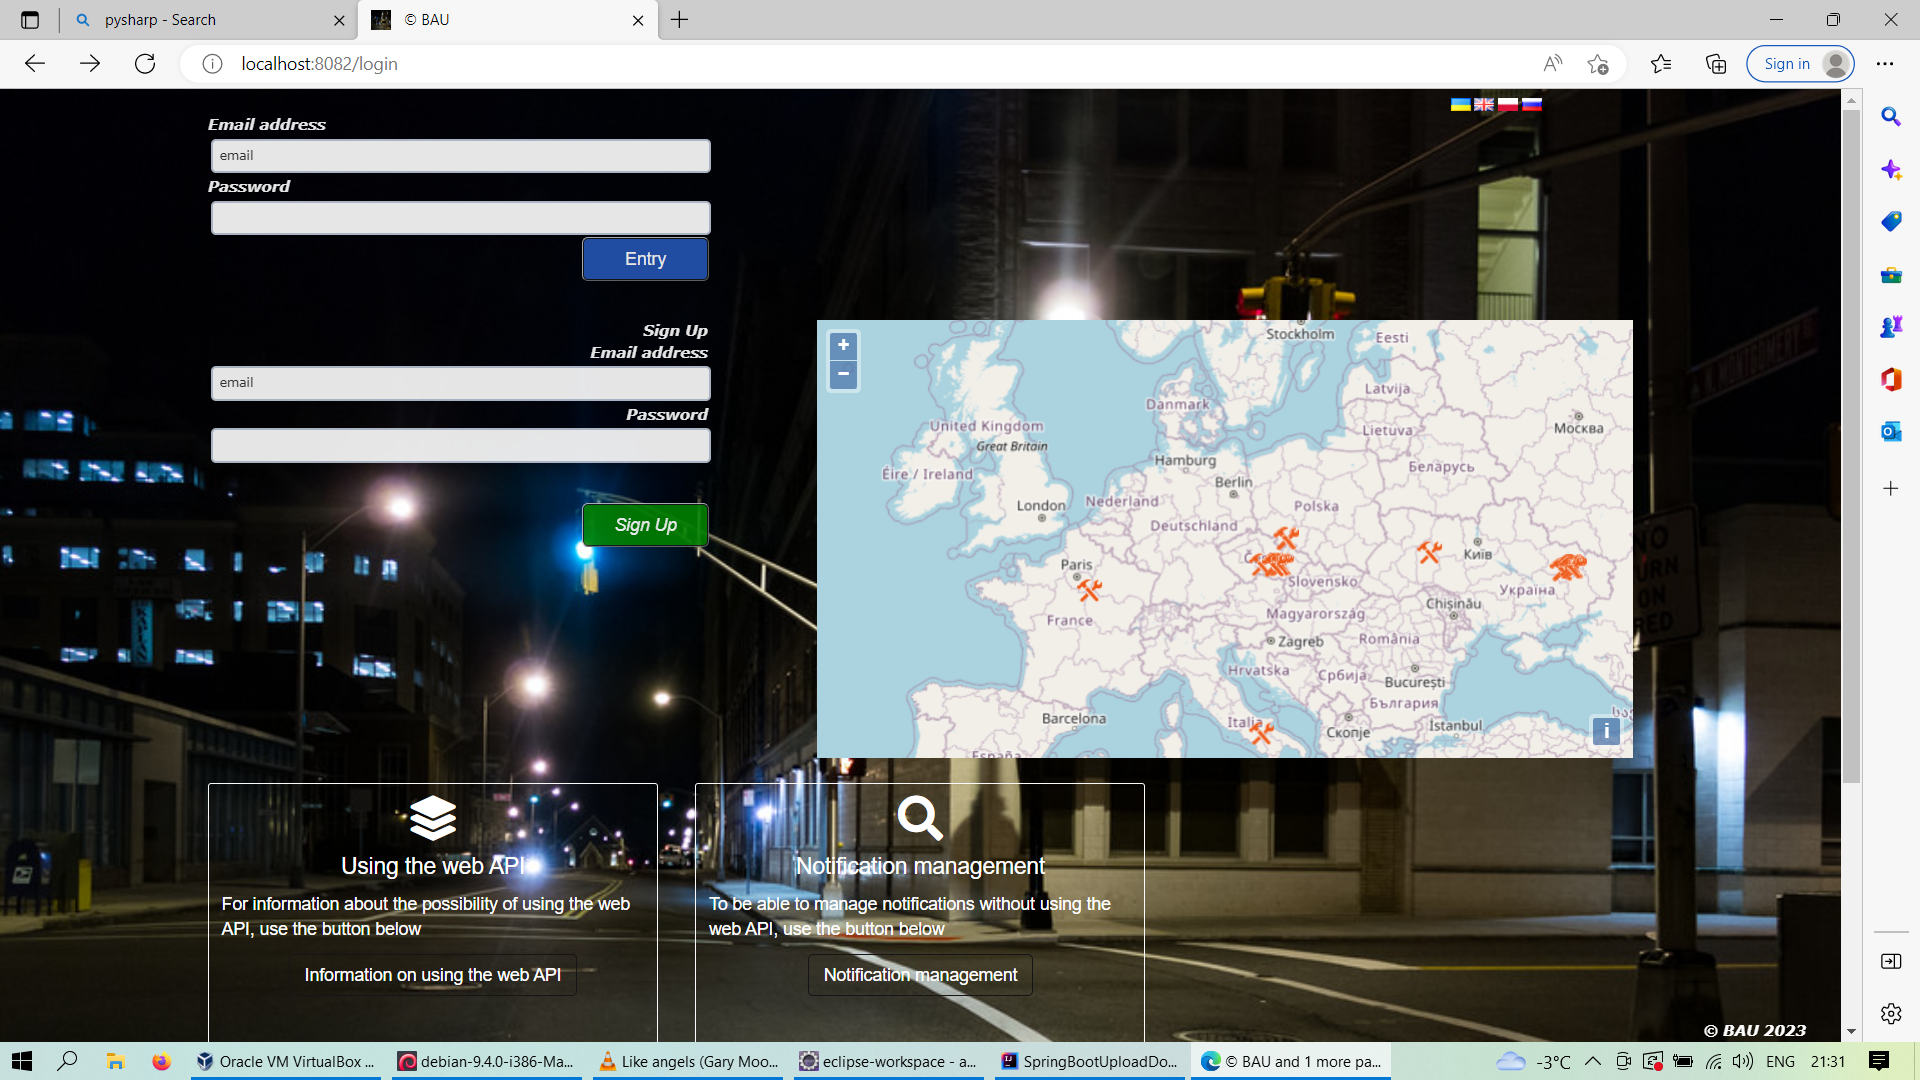 pysharp - Search
© BAU
localhost:8082/login
Sign in
Email address
email
Password
Entry
Sign Up
Email address
email
Password
Sign Up
+
−
Stockholm
Eesti
Latvija
Danmark
Москва
United Kingdom
Lietuva
Great Britain
Hamburg
Беларусь
Éire / Ireland
Berlin
London
Nederland
Polska
Deutschland
Київ
Paris
Slovensko
Україна
Chișinău
France
Magyarország
Zagreb
România
Hrvatska
Србија
București
България
Barcelona
Italia
Istanbul
Скопје
España
i
Using the web API
For information about the possibility of using the web
API, use the button below
Information on using the web API
Notification management
To be able to manage notifications without using the
web API, use the button below
Notification management
© BAU 2023
Oracle VM VirtualBox ...
debian-9.4.0-i386-Ma...
Like angels (Gary Moo...
eclipse-workspace - a...
SpringBootUploadDo...
© BAU and 1 more pa...
-3°C
ENG
21:31